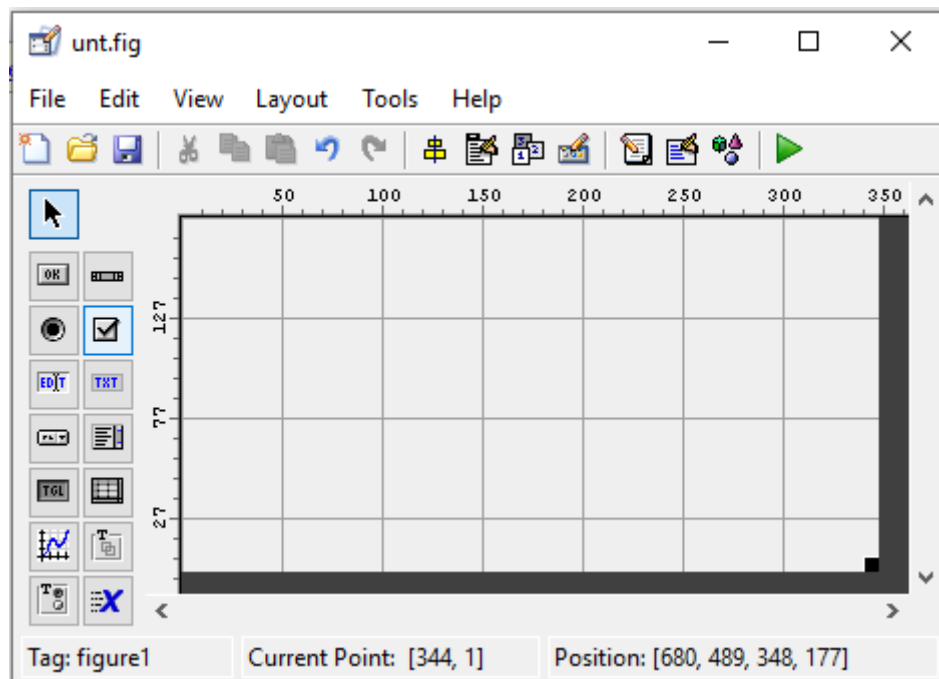 unt.fig
File Edit View Layout Tools Help
50 100 150 200 250 300 350
OK
127
EDIT TXT
77
TGL
27
T
T
X
Tag: figure1 Current Point: [344, 1] Position: [680, 489, 348, 177]